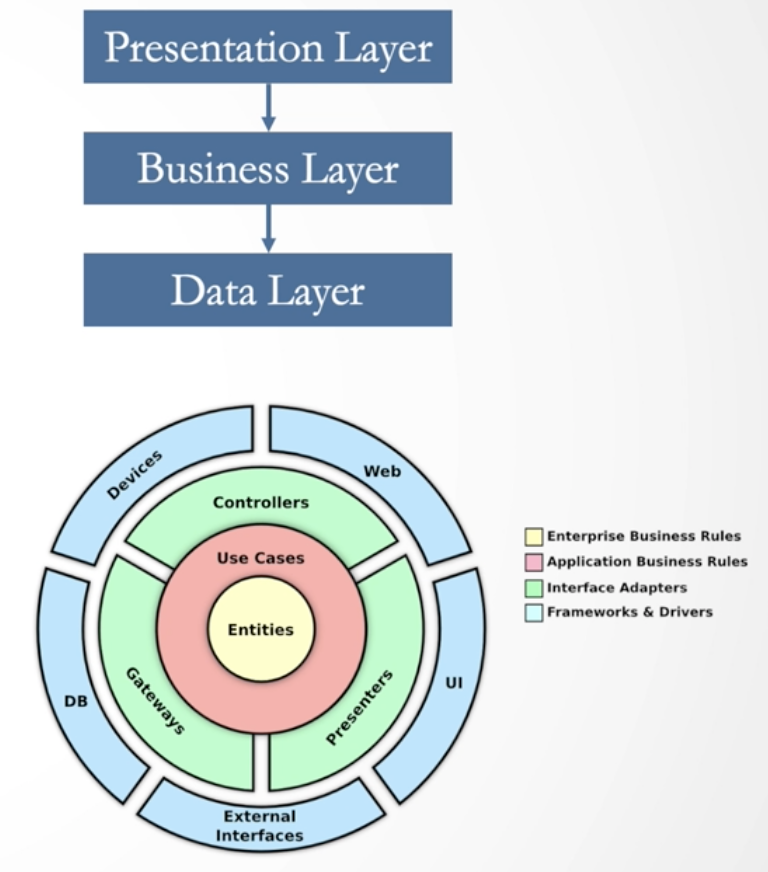 Presentation Layer
Business Layer
Data Layer
Devices
Web
Controllers
Use Cases
Entities
Gateways
Presenters
DB
UI
External
Interfaces
Enterprise Business Rules
Application Business Rules
Interface Adapters
Frameworks & Drivers